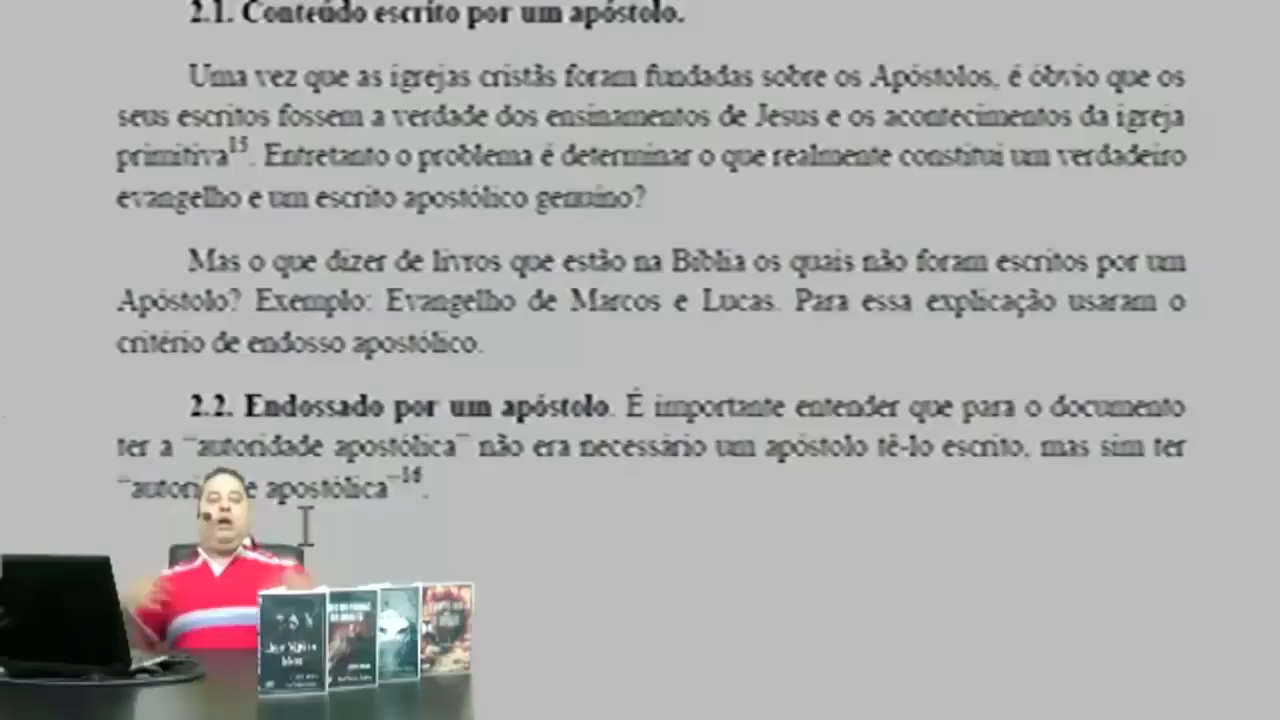 2.1. Conteúdo escrito por um apóstolo.
Uma vez que as igrejas cristãs foram fundadas sobre os Apóstolos, é óbvio que os
seus escritos fossem a verdade dos ensinamentos de Jesus e os acontecimentos da igreja
primitiva15. Entretanto o problema é determinar o que realmente constitui um verdadeiro
evangelho e um escrito apostólico genuíno?
Mas o que dizer de livros que estão na Bíblia os quais não foram escritos por um
Apóstolo? Exemplo: Evangelho de Marcos e Lucas. Para essa explicação usaram o
critério de endosso apostólico.
2.2. Endossado por um apóstolo. É importante entender que para o documento
ter a “autoridade apostólica” não era necessário um apóstolo tê-lo escrito, mas sim ter
apostólica”16.